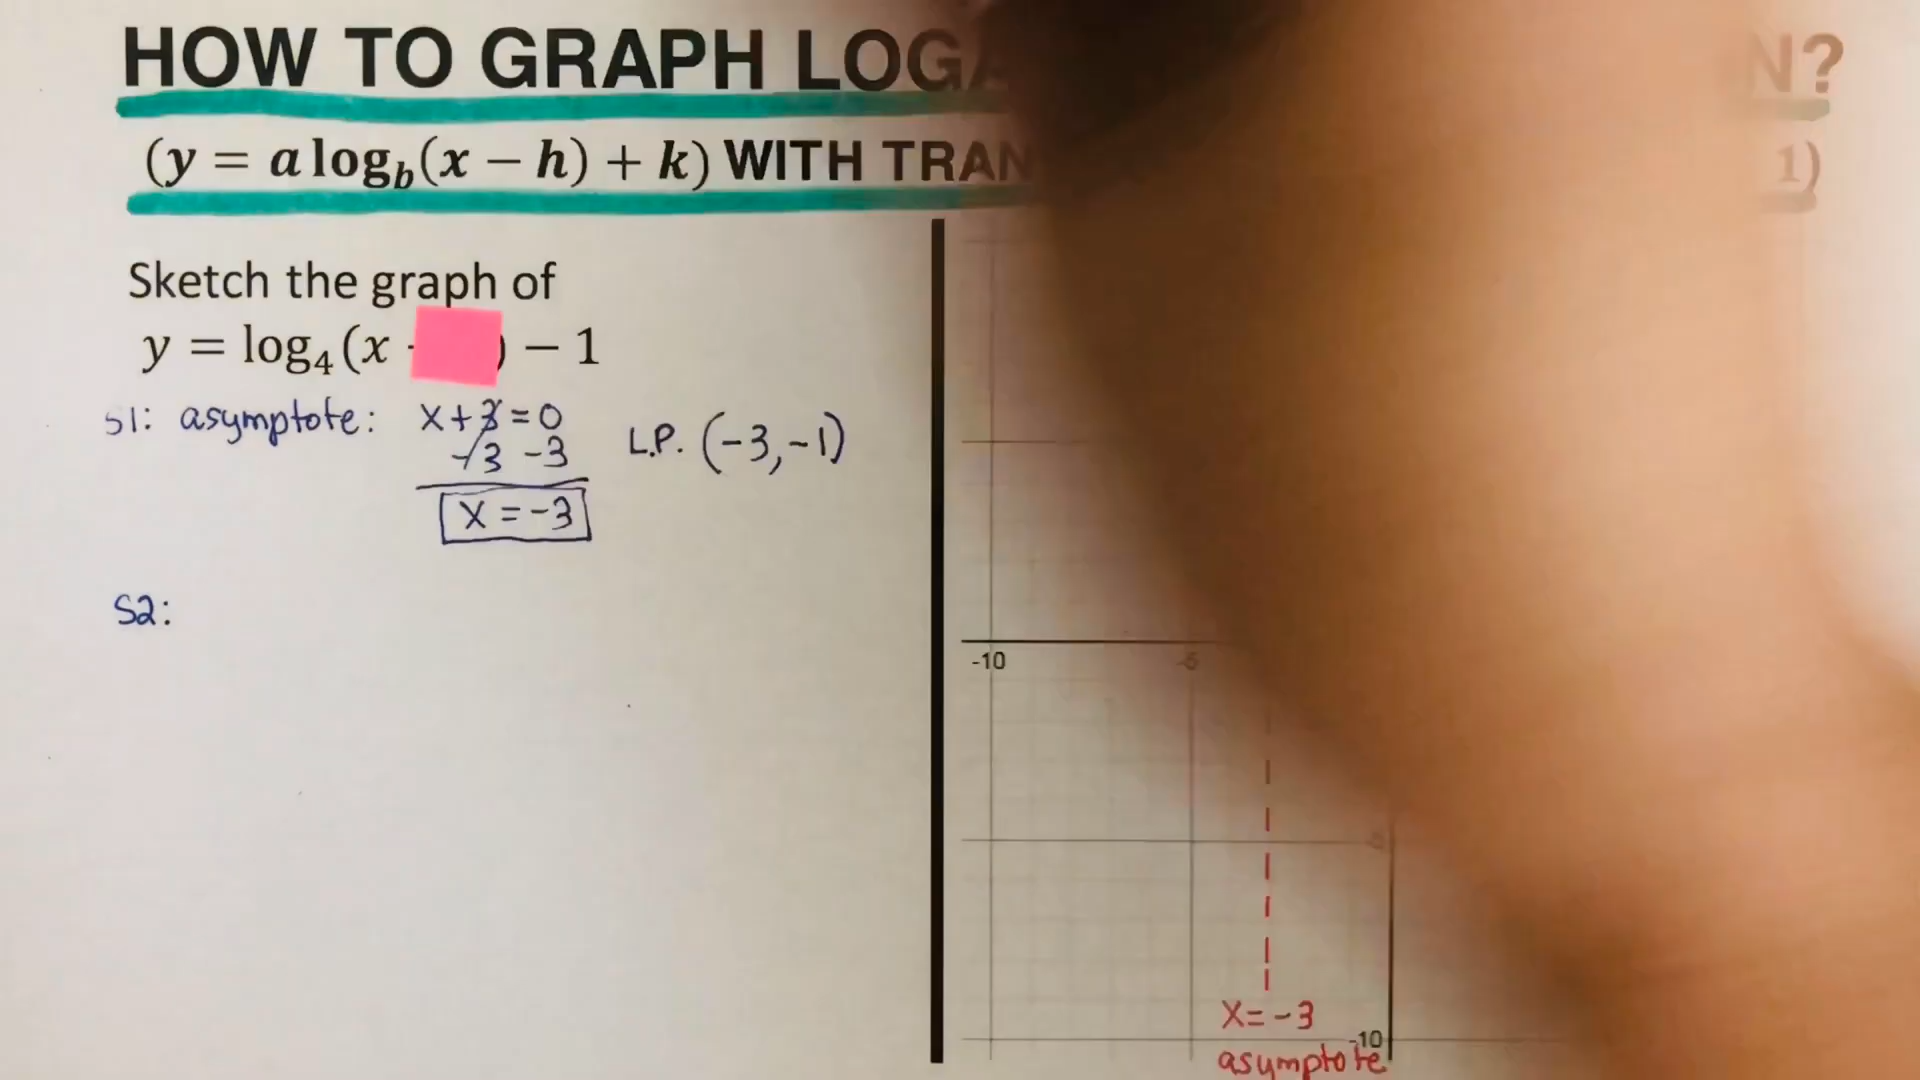 HOW TO GRAPH LOG N?
(y = a log_b(x − h) + k) WITH TRAN 1)
Sketch the graph of
y = log₄(x ) − 1
S1: asymptote: x + 3 = 0
-3 -3
x = -3
L.P. (-3, -1)
S2:
-10 -5
-5
-10
x = -3
asymptote